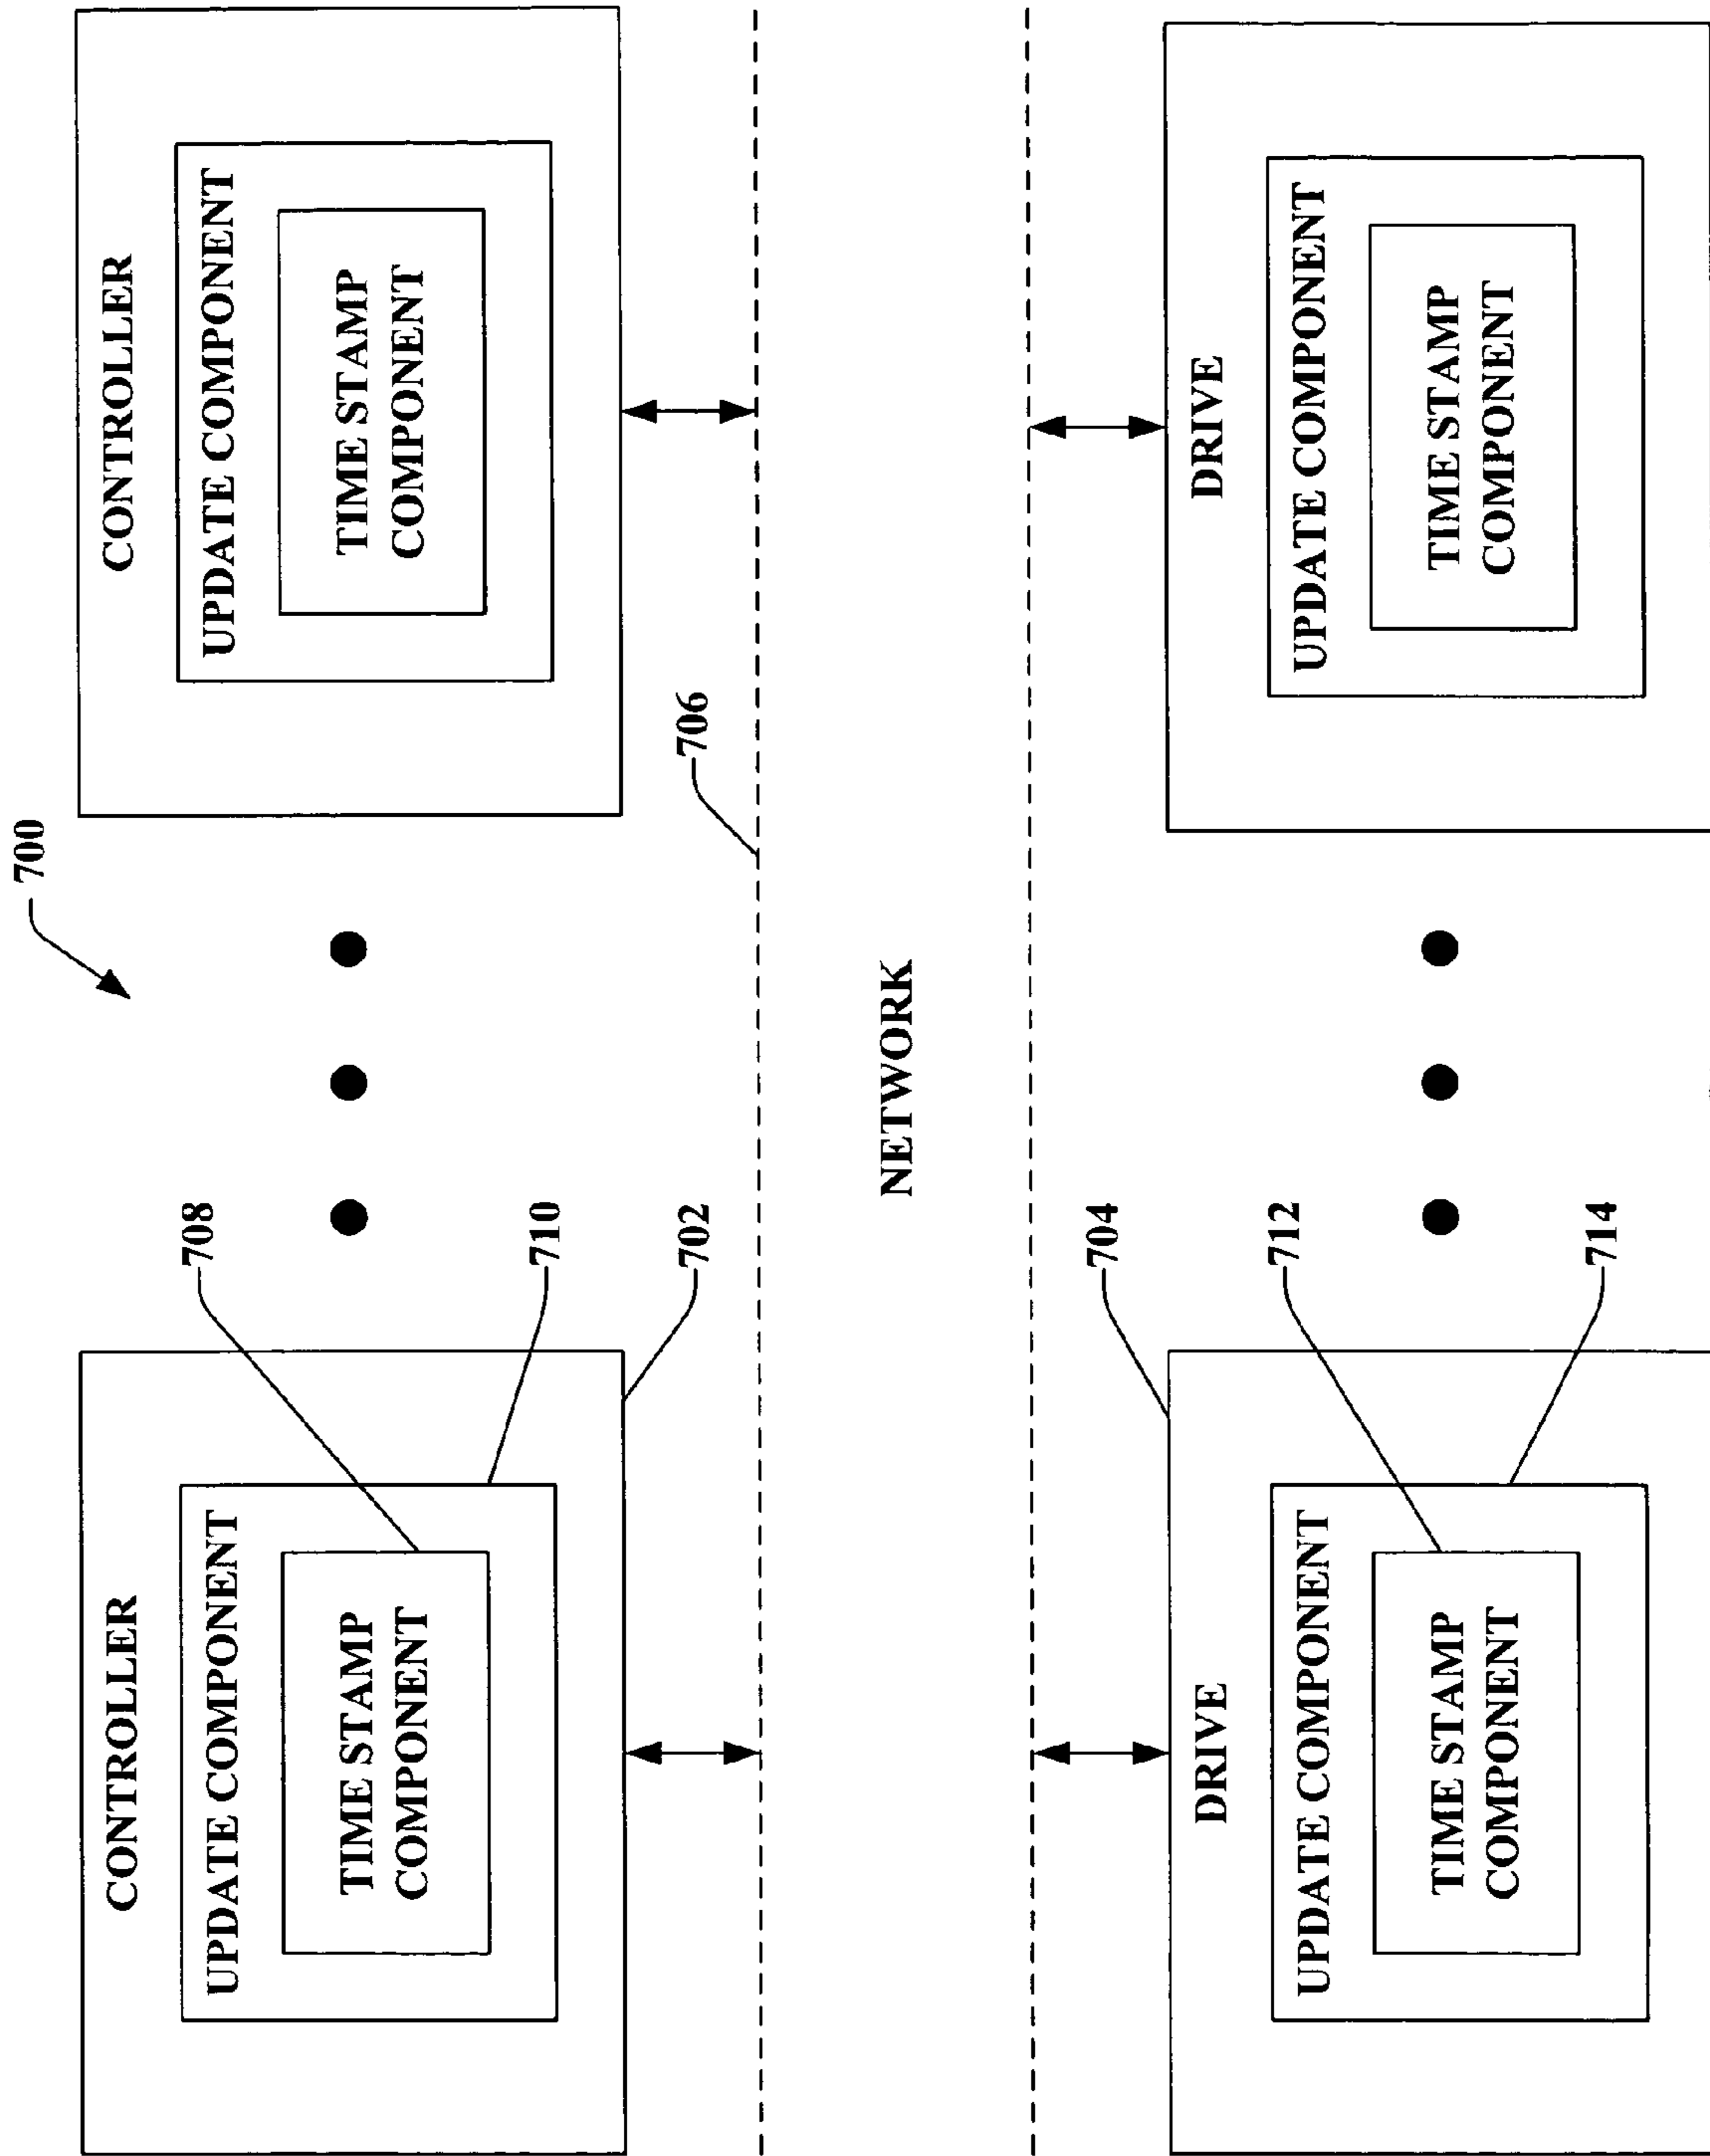 700
CONTROLLER
UPDATE COMPONENT
TIME STAMP
COMPONENT
708
710
702
CONTROLLER
UPDATE COMPONENT
TIME STAMP
COMPONENT
706
NETWORK
704
DRIVE
UPDATE COMPONENT
TIME STAMP
COMPONENT
712
714
DRIVE
UPDATE COMPONENT
TIME STAMP
COMPONENT